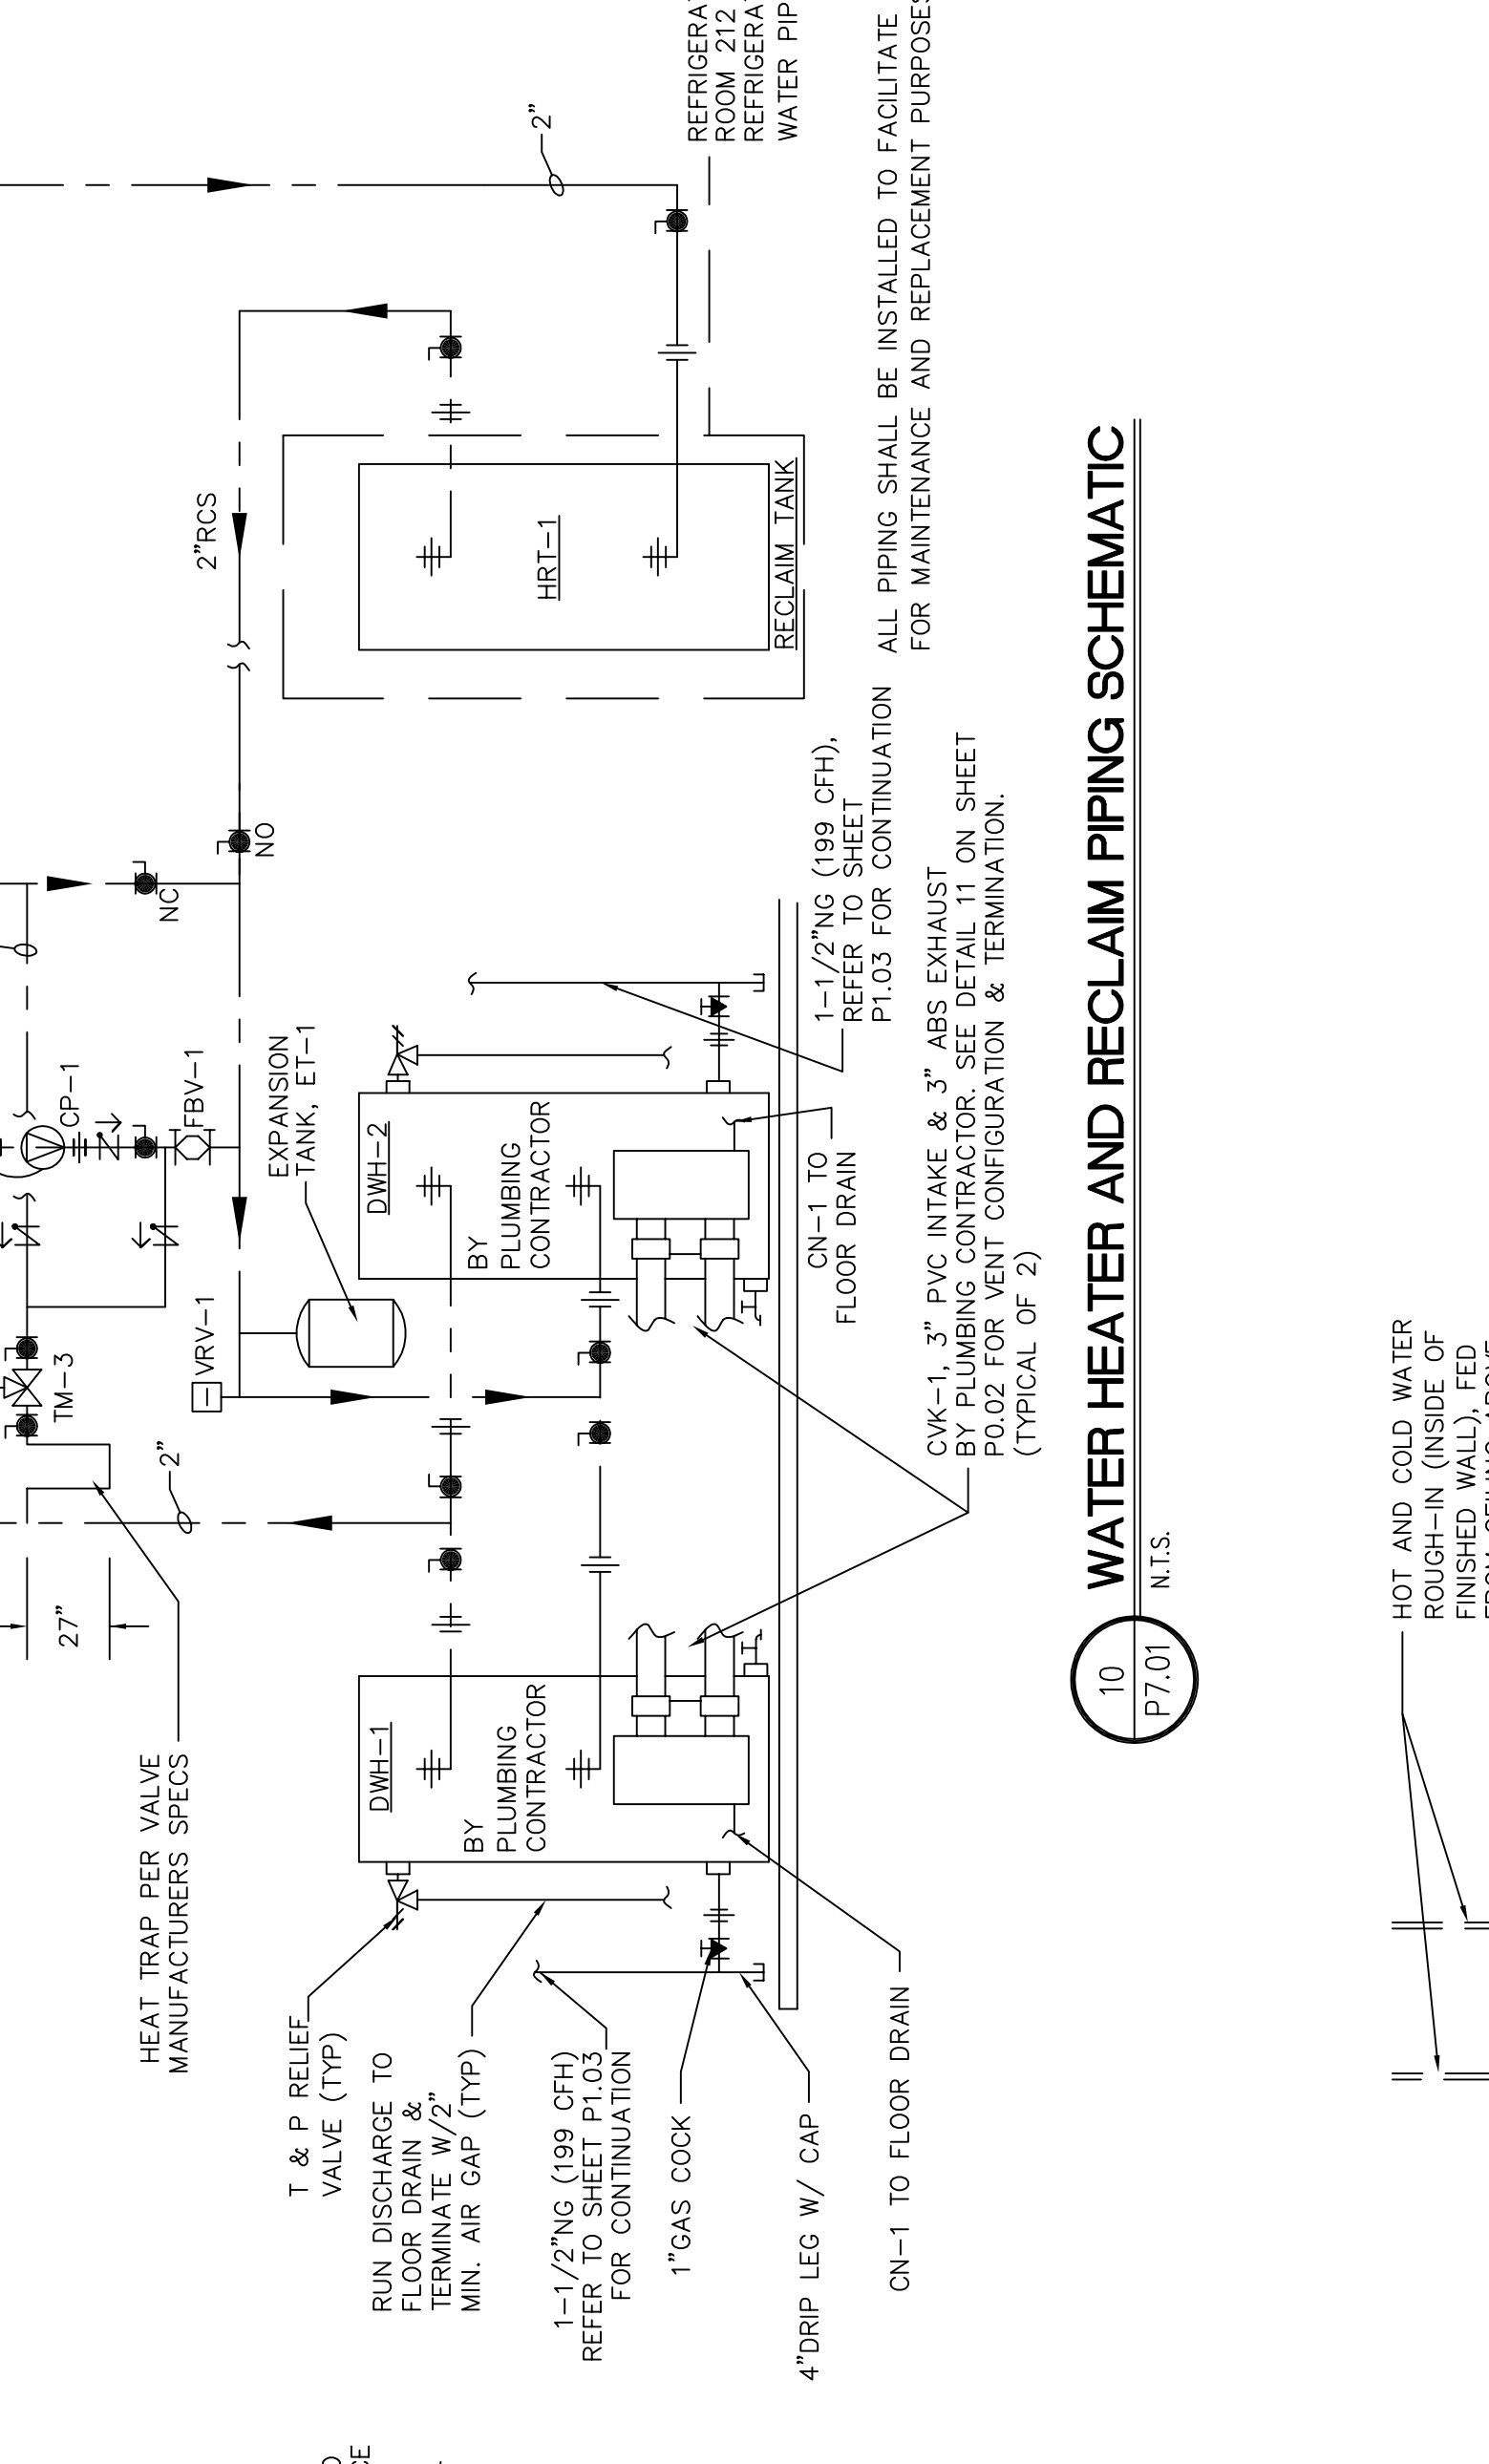 2"
REFRIGERA
ROOM 212
REFRIGERA
WATER PIP
2"RCS
HRT-1
RECLAIM TANK
ALL PIPING SHALL BE INSTALLED TO FACILITATE
FOR MAINTENANCE AND REPLACEMENT PURPOSES
NO
NC
CP-1
FBV-1
EXPANSION
TANK, ET-1
VRV-1
TM-3
2"
27"
HEAT TRAP PER VALVE
MANUFACTURERS SPECS
DWH-2
BY
PLUMBING
CONTRACTOR
DWH-1
BY
PLUMBING
CONTRACTOR
1-1/2"NG (199 CFH),
REFER TO SHEET
P1.03 FOR CONTINUATION
CN-1 TO
FLOOR DRAIN
CVK-1, 3" PVC INTAKE & 3" ABS EXHAUST
BY PLUMBING CONTRACTOR. SEE DETAIL 11 ON SHEET
P0.02 FOR VENT CONFIGURATION & TERMINATION.
(TYPICAL OF 2)
T & P RELIEF
VALVE (TYP)
RUN DISCHARGE TO
FLOOR DRAIN &
TERMINATE W/2"
MIN. AIR GAP (TYP)
1-1/2"NG (199 CFH)
REFER TO SHEET P1.03
FOR CONTINUATION
1"GAS COCK
4"DRIP LEG W/ CAP
CN-1 TO FLOOR DRAIN
10
P7.01
WATER HEATER AND RECLAIM PIPING SCHEMATIC
N.T.S.
HOT AND COLD WATER
ROUGH-IN (INSIDE OF
FINISHED WALL), FED
FROM CEILING ABOVE